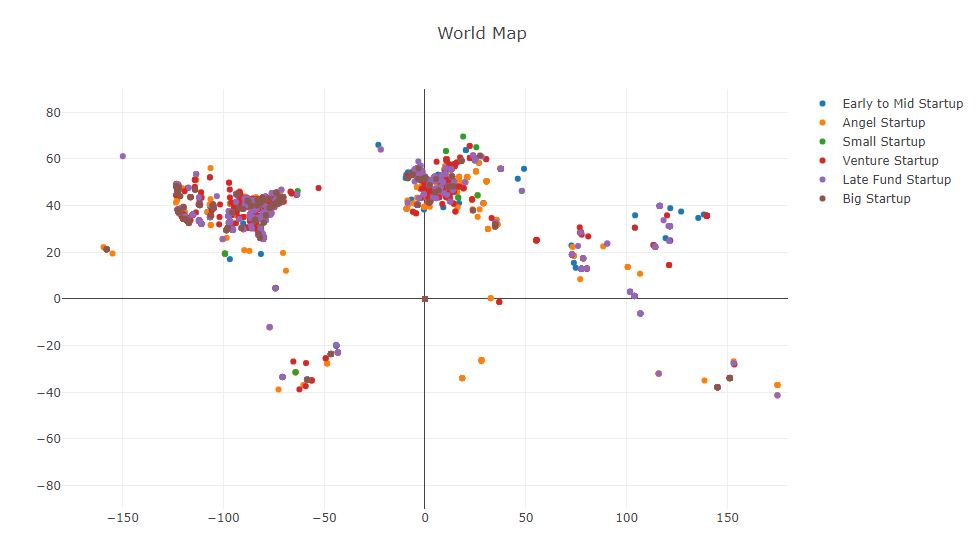 World Map
80
60
40
20
0
−20
−40
−60
−80
−150
−100
−50
0
50
100
150
Early to Mid Startup
Angel Startup
Small Startup
Venture Startup
Late Fund Startup
Big Startup